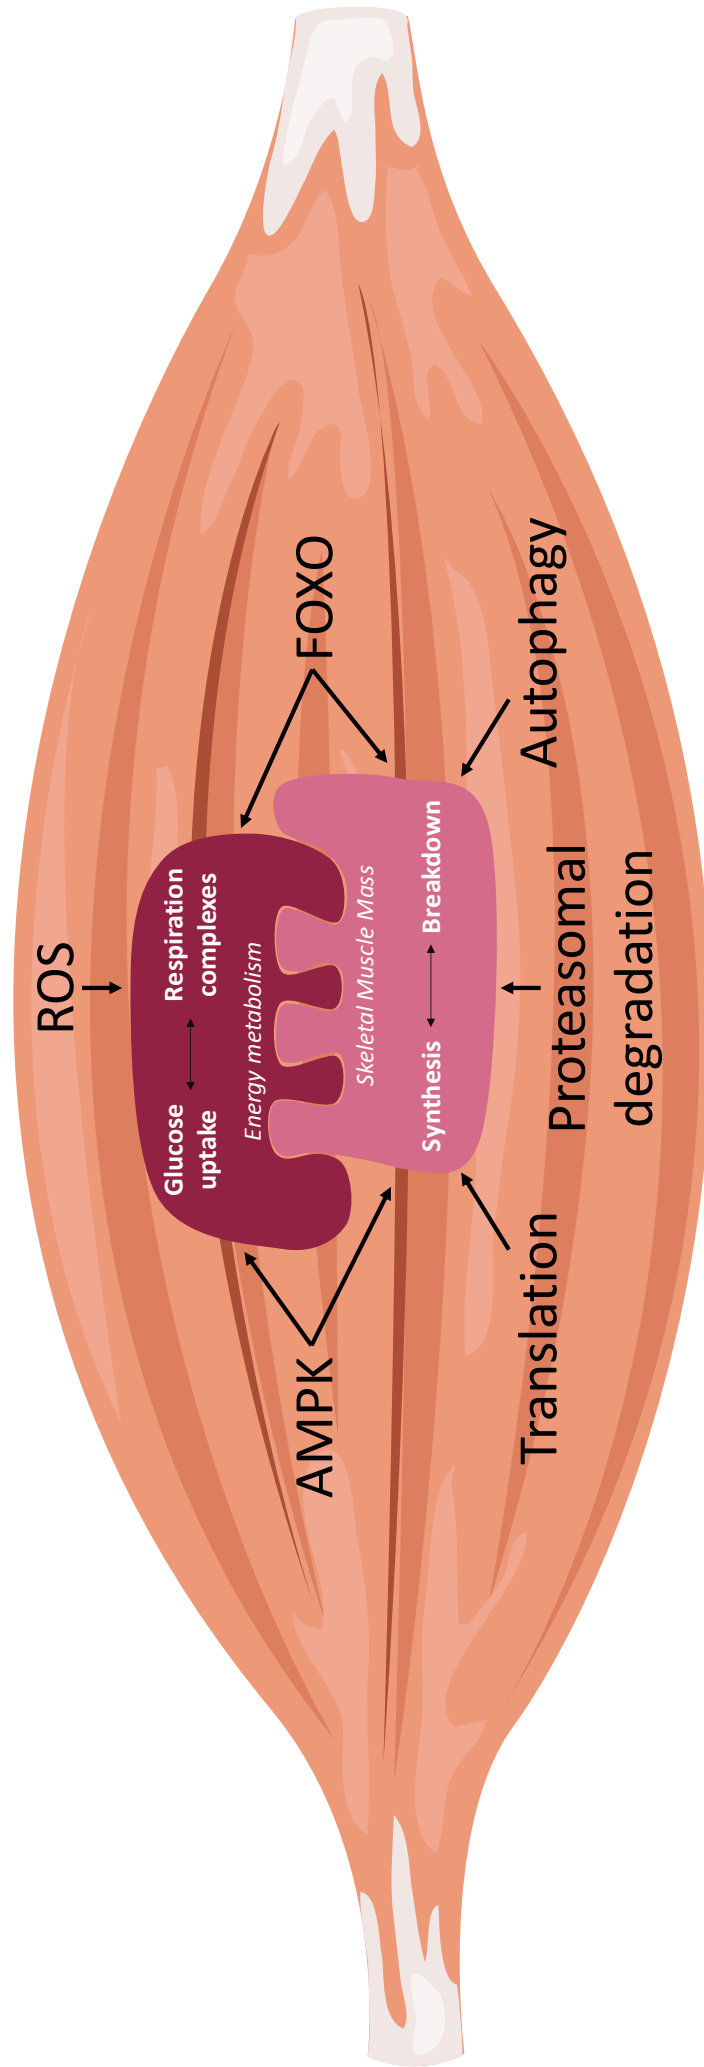 ROS
Glucose
uptake
Respiration
complexes
Energy metabolism
AMPK
FOXO
Skeletal Muscle Mass
Synthesis
Breakdown
Translation
Proteasomal
degradation
Autophagy